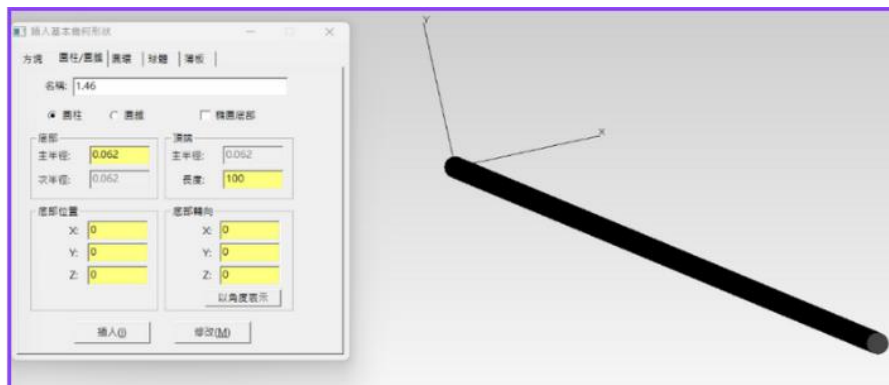 插入基本幾何形狀
方塊 圓柱/圓錐 圓環 球體 薄板
名稱: 1.46
圓柱 圓錐 橢圓底部
底部 頂端
主半徑: 0.062 主半徑: 0.062
次半徑: 0.062 長度: 100
底部位置 底部轉向
X: 0 X: 0
Y: 0 Y: 0
Z: 0 Z: 0
以角度表示
插入(I) 修改(M)
Y
X